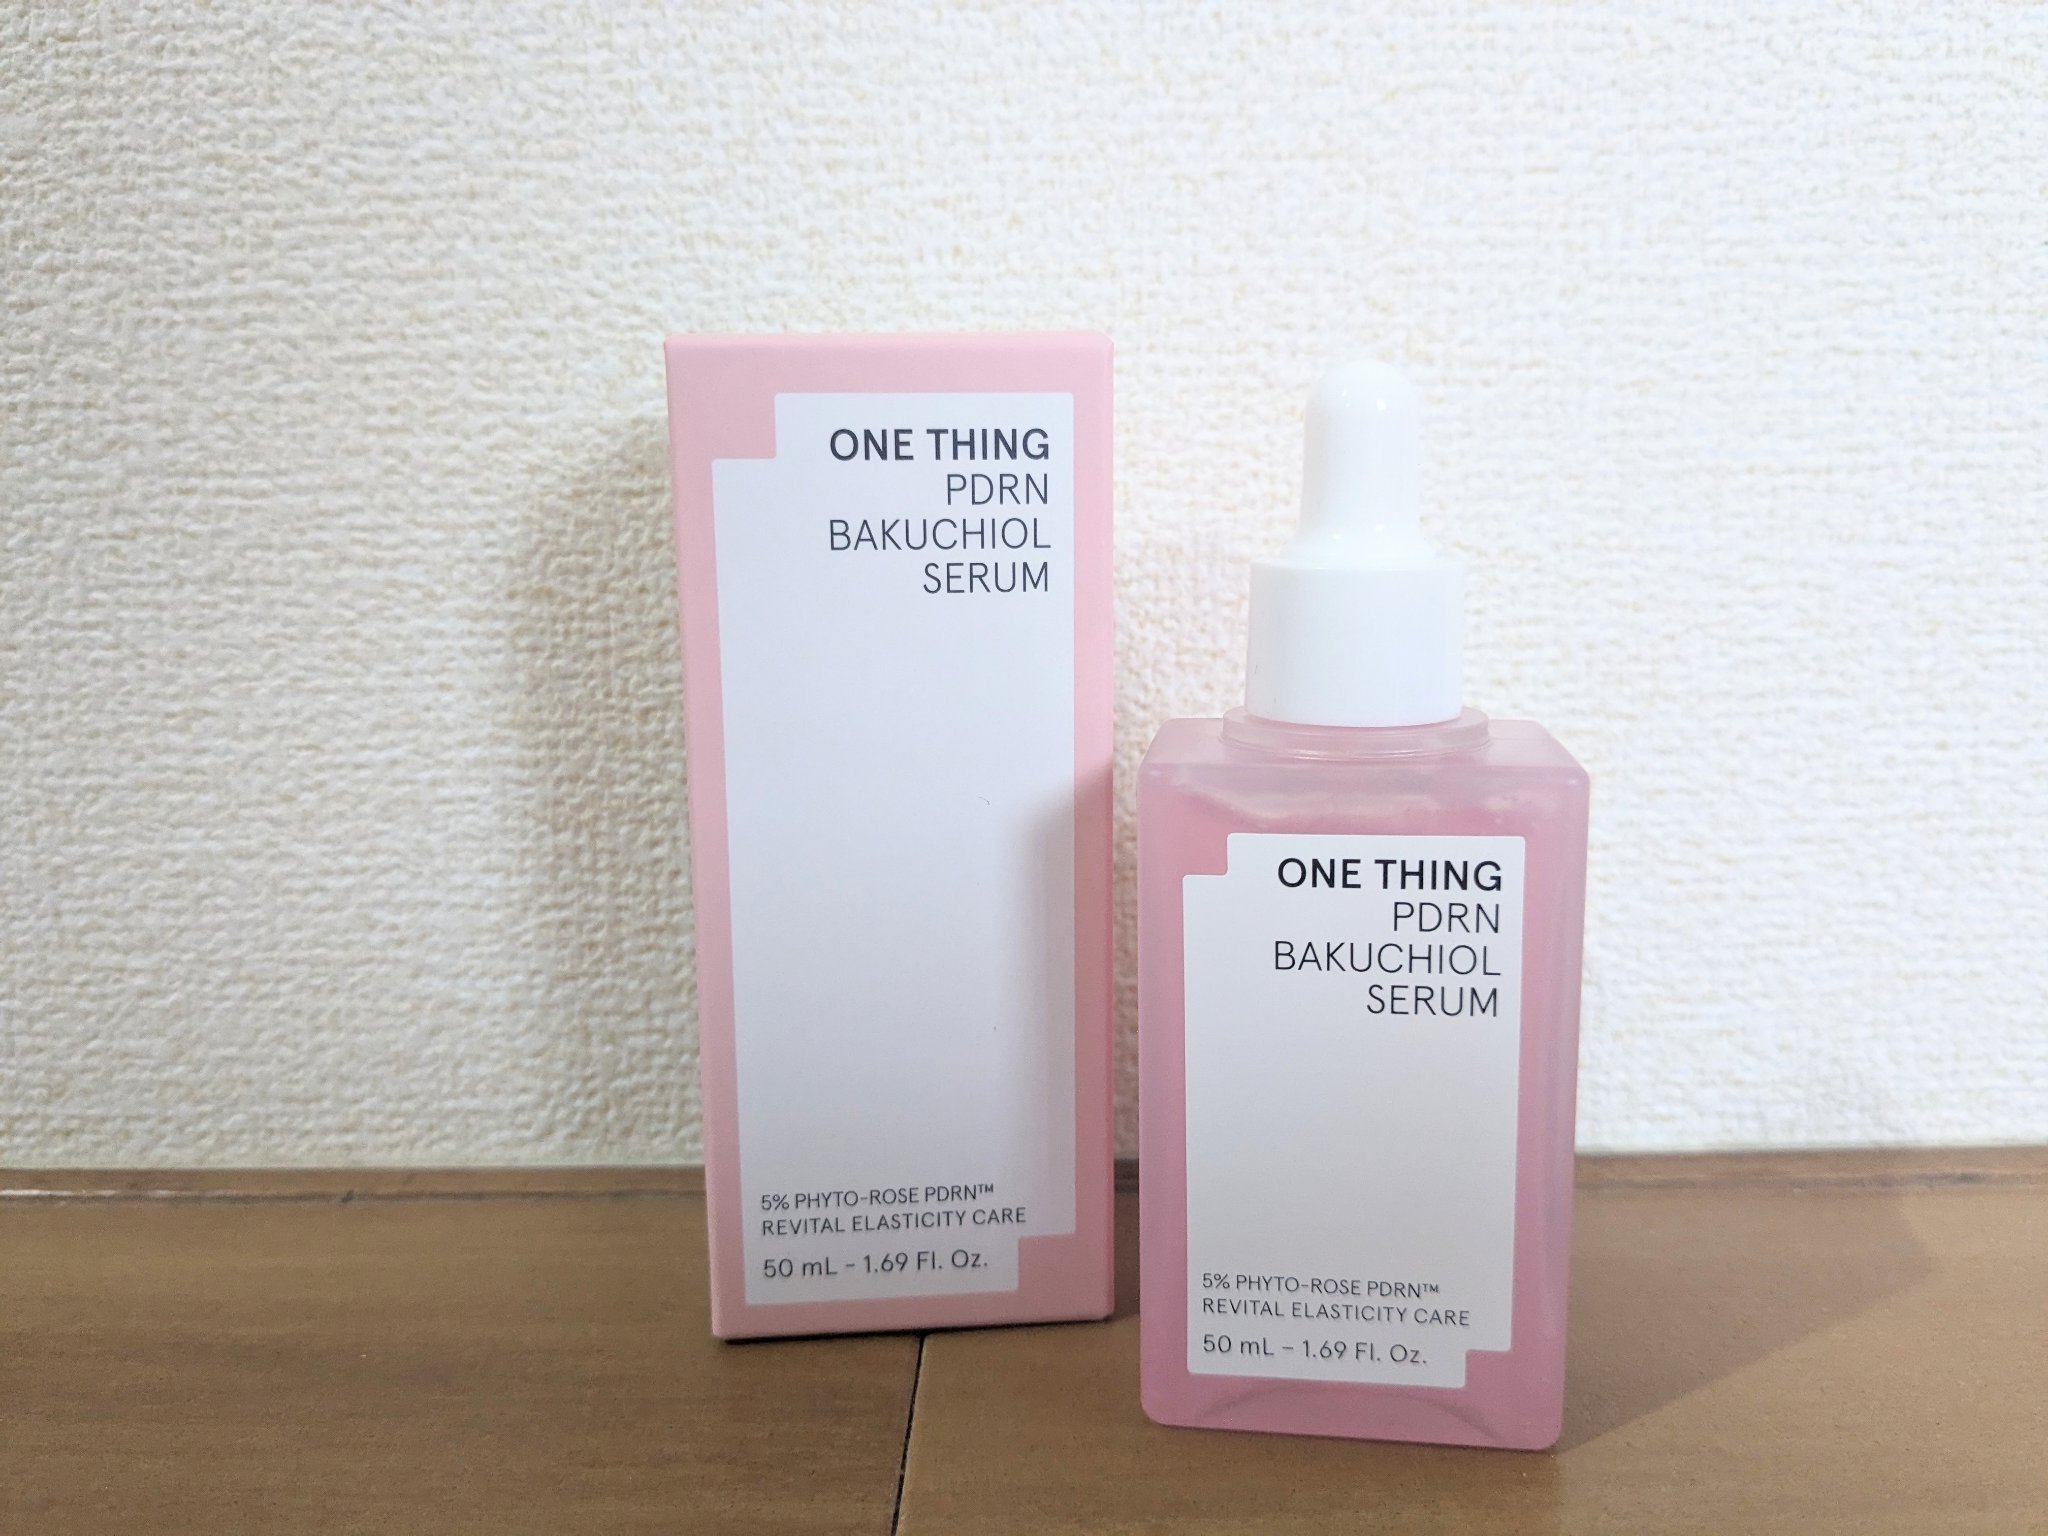 ONE THING
PDRN
BAKUCHIOL
SERUM
5% PHYTO-ROSE PDRN™
REVITAL ELASTICITY CARE
50 mL - 1.69 Fl. Oz.
ONE THING
PDRN
BAKUCHIOL
SERUM
5% PHYTO-ROSE PDRN™
REVITAL ELASTICITY CARE
50 mL - 1.69 Fl. Oz.